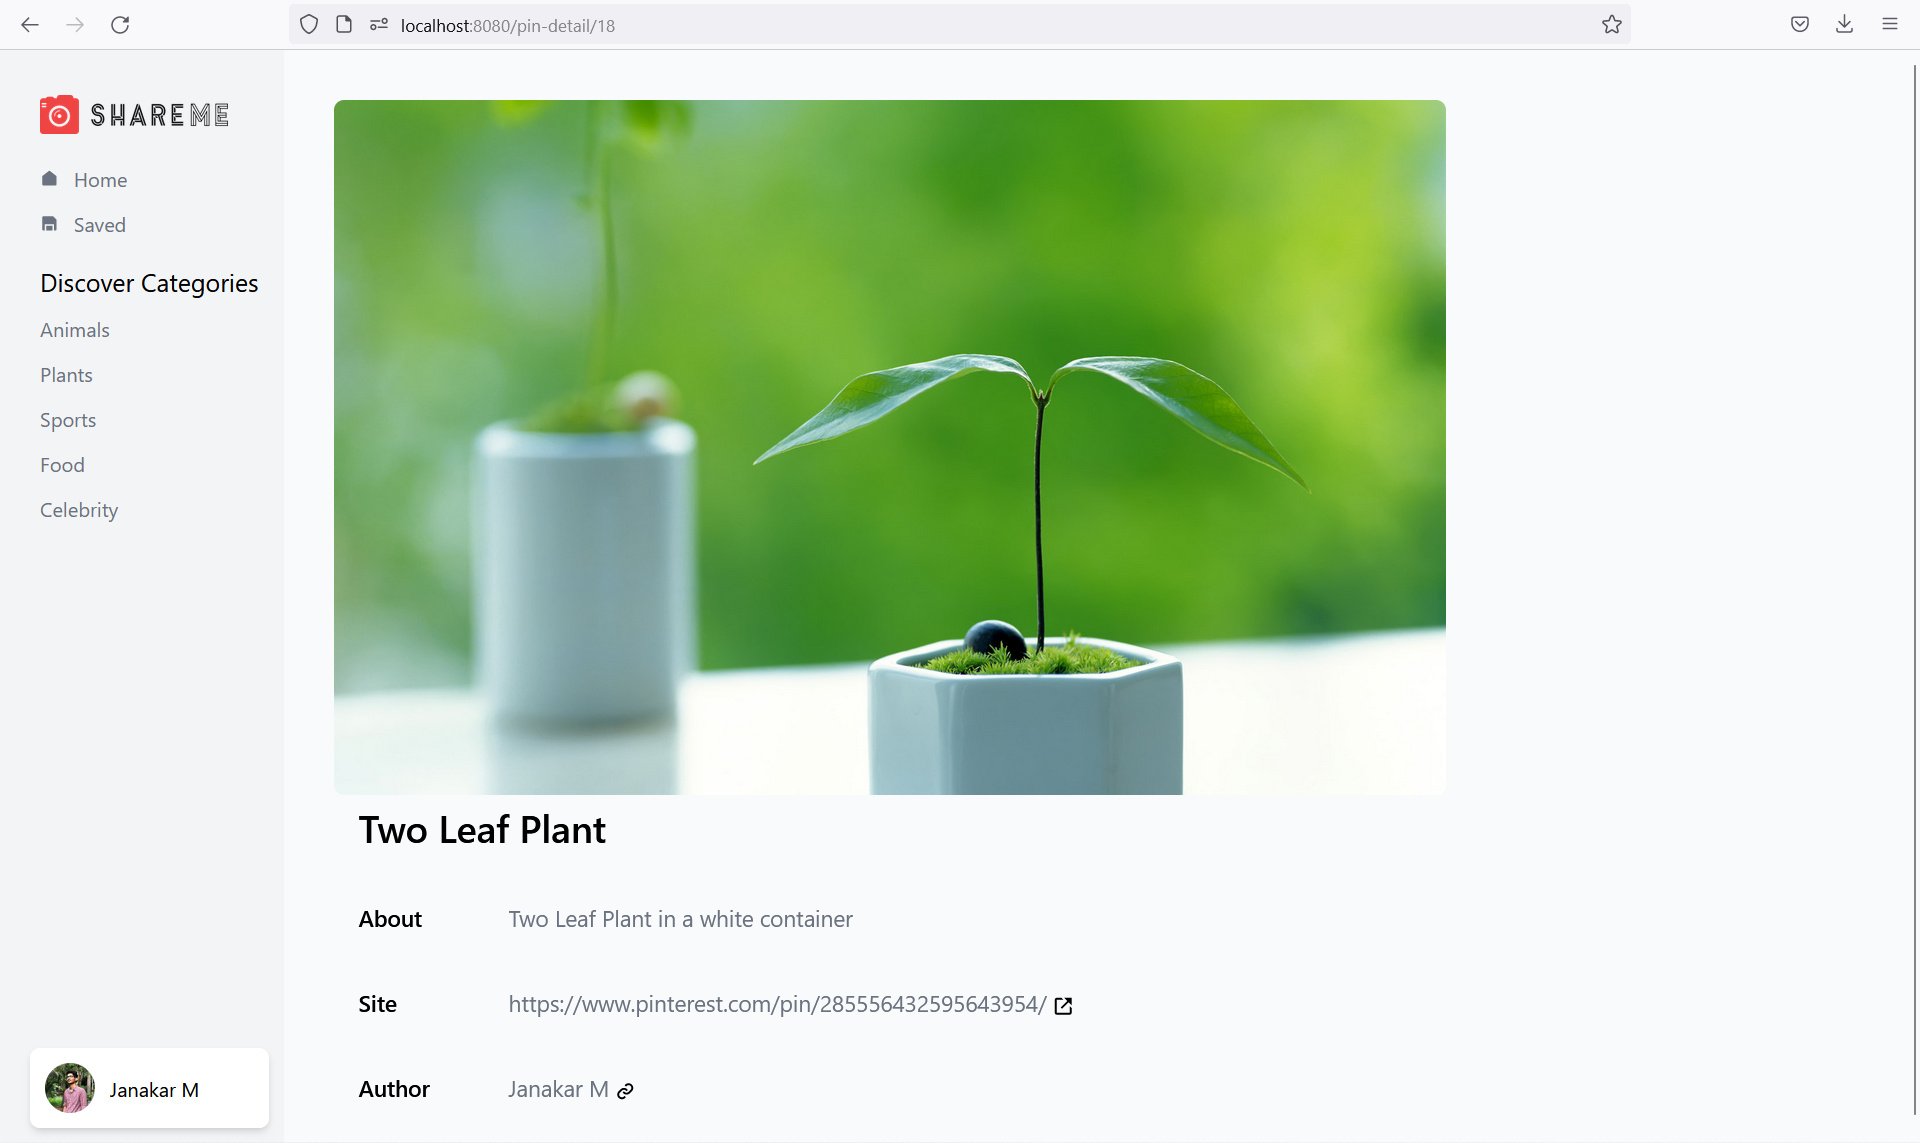 localhost:8080/pin-detail/18
SHAREME
Home
Saved
Discover Categories
Animals
Plants
Sports
Food
Celebrity
Two Leaf Plant
About Two Leaf Plant in a white container
Site https://www.pinterest.com/pin/285556432595643954/
Author Janakar M
Janakar M